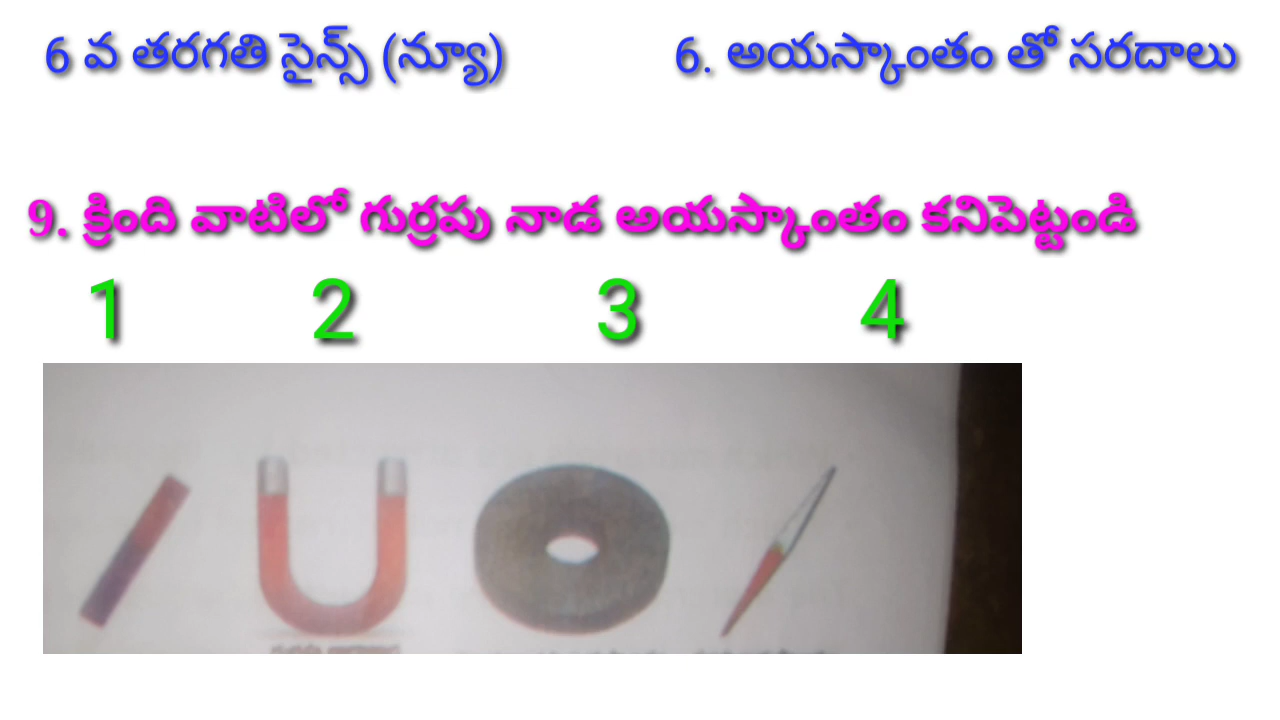 6 వ తరగతి సైన్స్ (న్యూ)
6. అయస్కాంతం తో సరదాలు
9. క్రింది వాటిలో గుర్రపు నాడ అయస్కాంతం కనిపెట్టండి
1 2 3 4